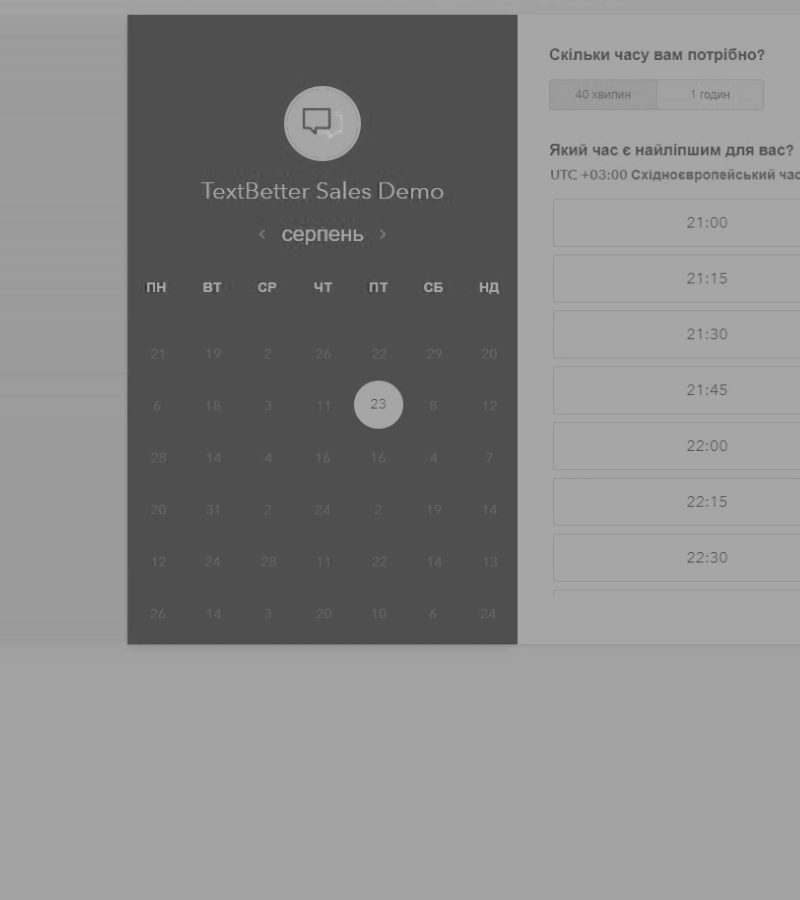 TextBetter Sales Demo
серпень
ПН ВТ СР ЧТ ПТ СБ НД
21 19 2 26 22 29 20
6 18 3 11 23 8 12
28 14 4 16 16 4 7
20 31 2 24 2 19 14
12 24 28 11 22 14 13
26 14 3 20 10 6 24
Скільки часу вам потрібно?
40 хвилин 1 годин
Який час є найліпшим для вас?
UTC +03:00 Східноєвропейський час
21:00
21:15
21:30
21:45
22:00
22:15
22:30